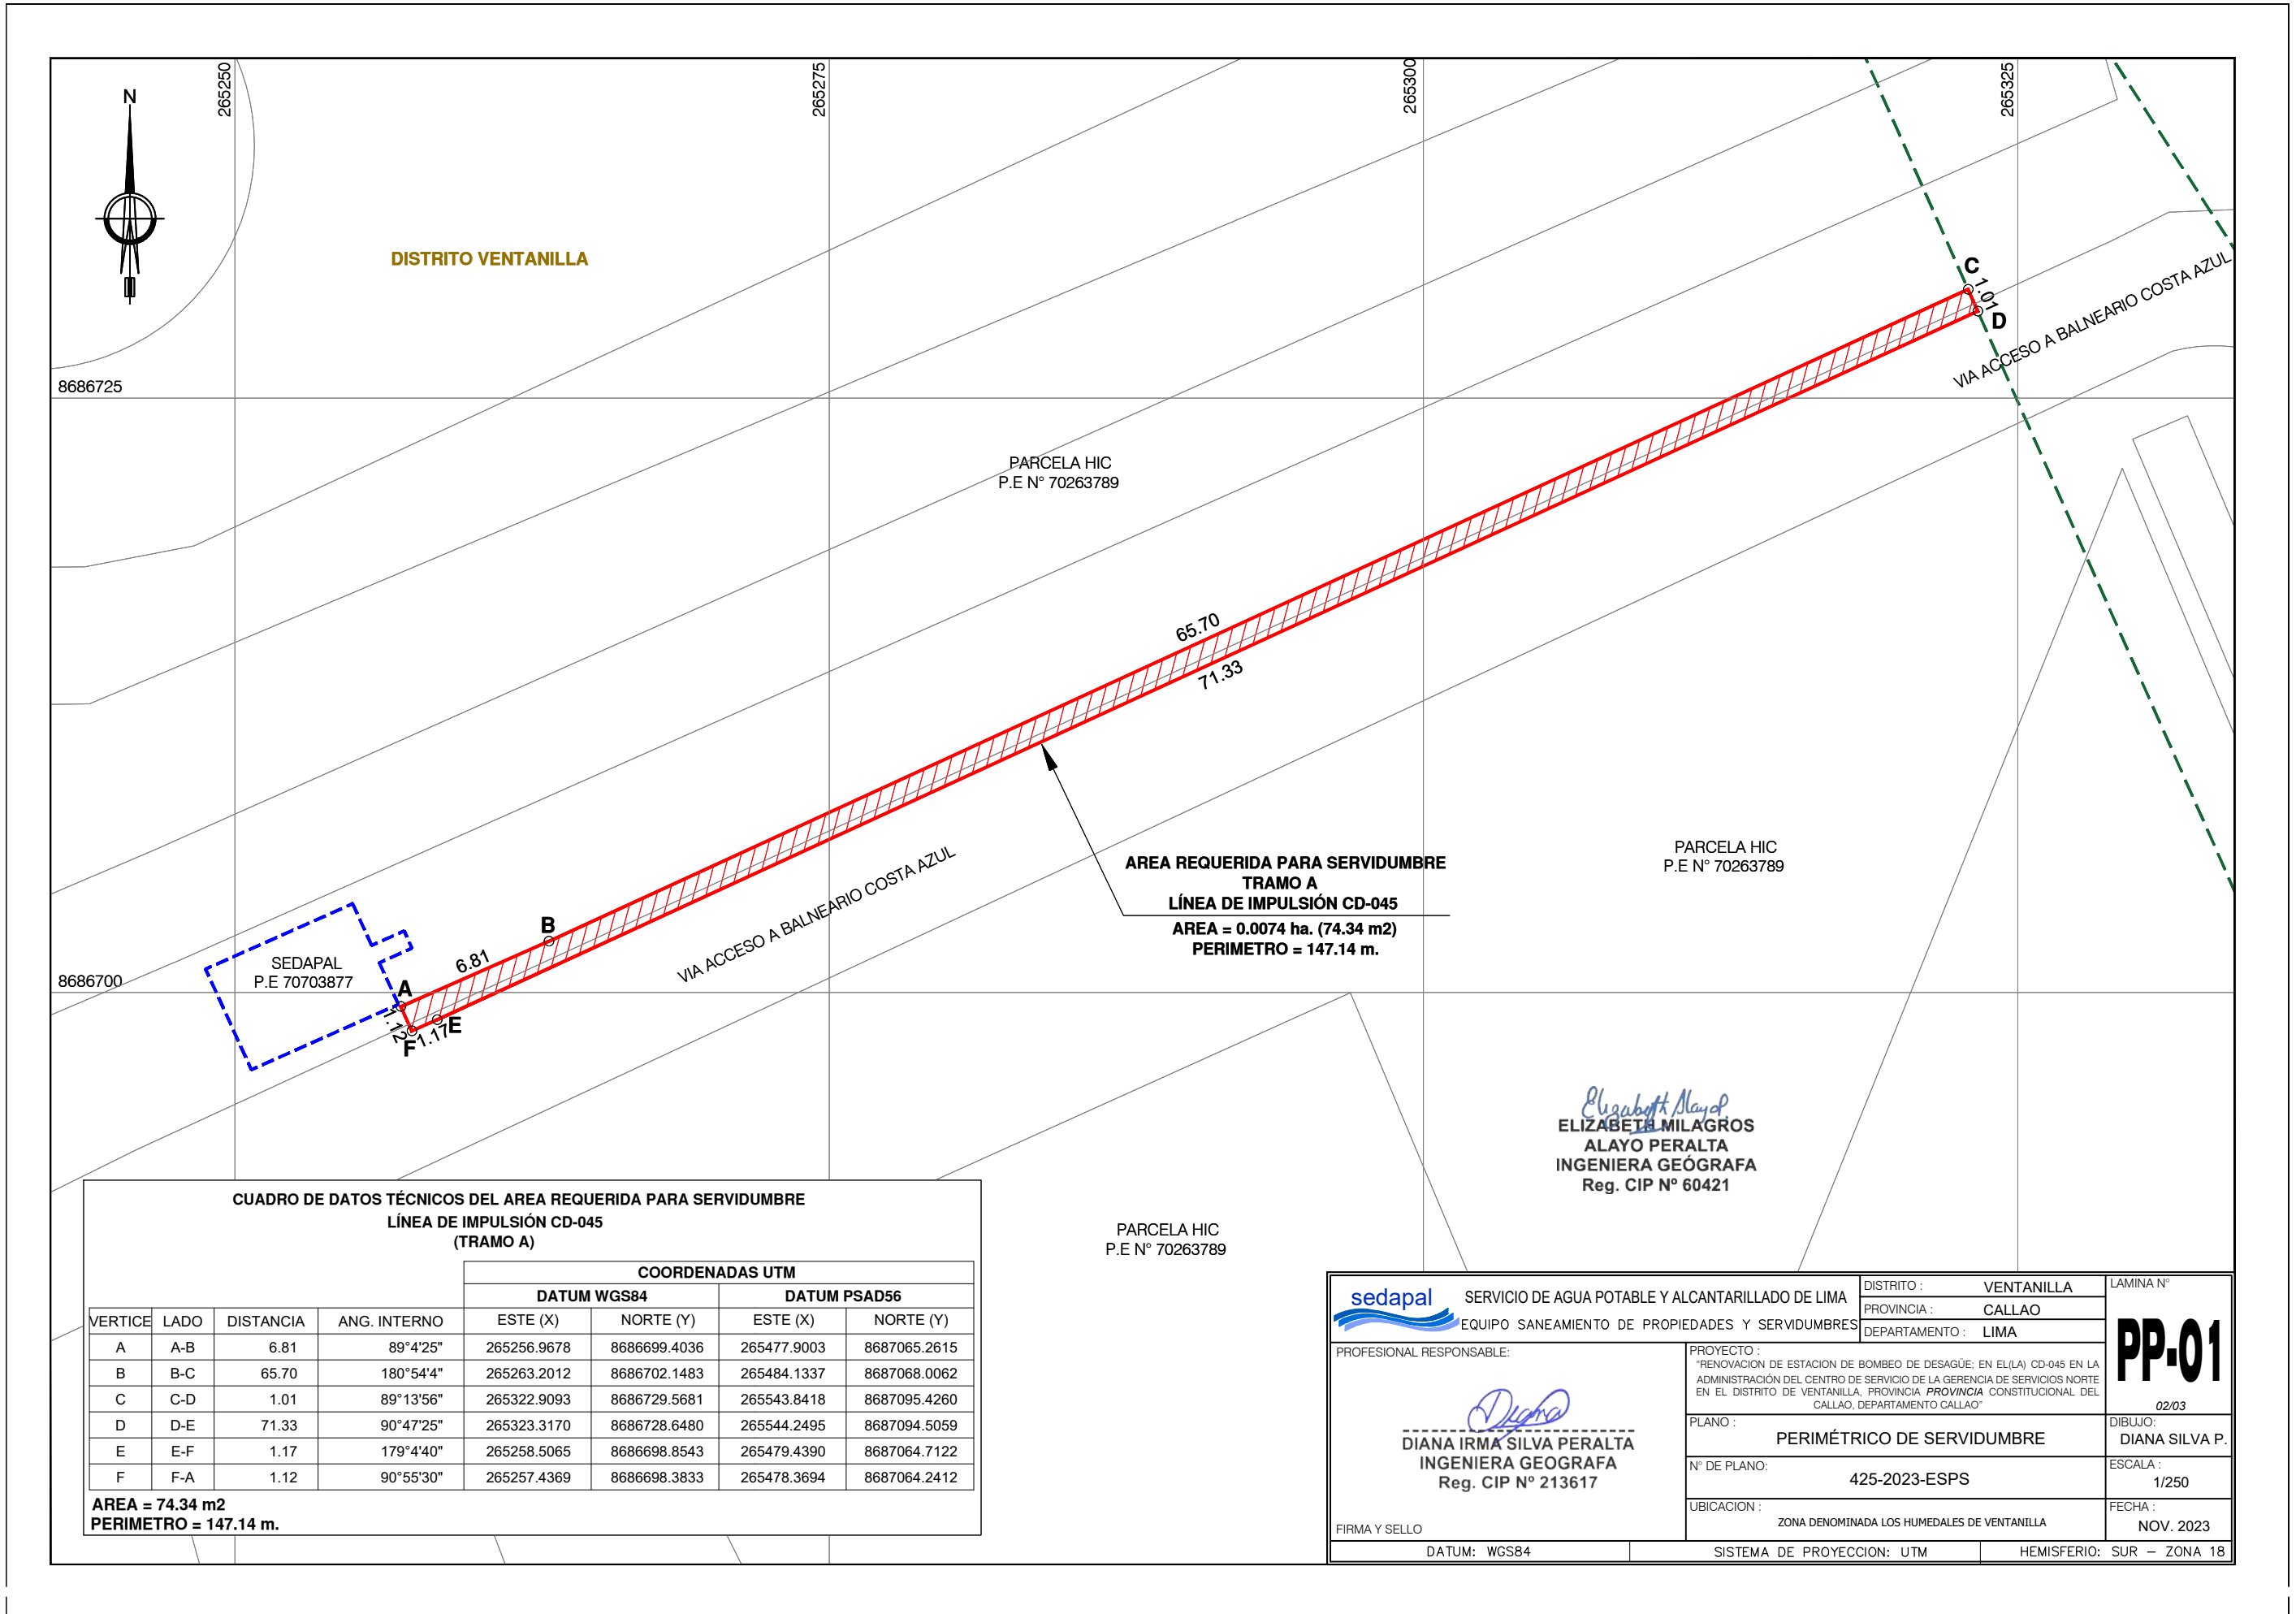 265250
265275
265300
265325
N
DISTRITO VENTANILLA
C
1.01
D
VIA ACCESO A BALNEARIO COSTA AZUL
8686725
PARCELA HIC
P.E N° 70263789
65.70
71.33
AREA REQUERIDA PARA SERVIDUMBRE
TRAMO A
LÍNEA DE IMPULSIÓN CD-045
AREA = 0.0074 ha. (74.34 m2)
PERIMETRO = 147.14 m.
PARCELA HIC
P.E N° 70263789
VIA ACCESO A BALNEARIO COSTA AZUL
B
6.81
SEDAPAL
P.E 70703877
8686700
A
1.12
F
1.17
E
ELIZABETH MILAGROS
ALAYO PERALTA
INGENIERA GEÓGRAFA
Reg. CIP Nº 60421
PARCELA HIC
P.E N° 70263789
CUADRO DE DATOS TÉCNICOS DEL AREA REQUERIDA PARA SERVIDUMBRE
LÍNEA DE IMPULSIÓN CD-045
(TRAMO A)
COORDENADAS UTM
DATUM WGS84 DATUM PSAD56
VERTICE LADO DISTANCIA ANG. INTERNO ESTE (X) NORTE (Y) ESTE (X) NORTE (Y)
A A-B 6.81 89°4'25" 265256.9678 8686699.4036 265477.9003 8687065.2615
B B-C 65.70 180°54'4" 265263.2012 8686702.1483 265484.1337 8687068.0062
C C-D 1.01 89°13'56" 265322.9093 8686729.5681 265543.8418 8687095.4260
D D-E 71.33 90°47'25" 265323.3170 8686728.6480 265544.2495 8687094.5059
E E-F 1.17 179°4'40" 265258.5065 8686698.8543 265479.4390 8687064.7122
F F-A 1.12 90°55'30" 265257.4369 8686698.3833 265478.3694 8687064.2412
AREA = 74.34 m2
PERIMETRO = 147.14 m.
sedapal
SERVICIO DE AGUA POTABLE Y ALCANTARILLADO DE LIMA
EQUIPO SANEAMIENTO DE PROPIEDADES Y SERVIDUMBRES
DISTRITO : VENTANILLA
PROVINCIA : CALLAO
DEPARTAMENTO : LIMA
LAMINA N°
PP-01
02/03
PROFESIONAL RESPONSABLE:
DIANA IRMA SILVA PERALTA
INGENIERA GEOGRAFA
Reg. CIP Nº 213617
FIRMA Y SELLO
PROYECTO :
"RENOVACION DE ESTACION DE BOMBEO DE DESAGÜE; EN EL(LA) CD-045 EN LA
ADMINISTRACIÓN DEL CENTRO DE SERVICIO DE LA GERENCIA DE SERVICIOS NORTE
EN EL DISTRITO DE VENTANILLA, PROVINCIA PROVINCIA CONSTITUCIONAL DEL
CALLAO, DEPARTAMENTO CALLAO"
PLANO :
PERIMÉTRICO DE SERVIDUMBRE
N° DE PLANO:
425-2023-ESPS
UBICACION :
ZONA DENOMINADA LOS HUMEDALES DE VENTANILLA
DIBUJO:
DIANA SILVA P.
ESCALA :
1/250
FECHA :
NOV. 2023
DATUM: WGS84
SISTEMA DE PROYECCION: UTM
HEMISFERIO: SUR – ZONA 18